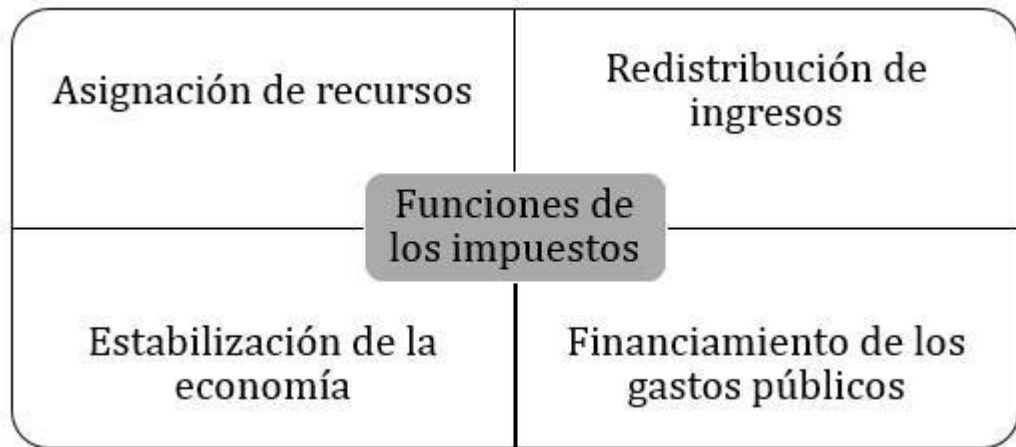 Asignación de recursos
Redistribución de
ingresos
Funciones de
los impuestos
Estabilización de la
economía
Financiamiento de los
gastos públicos